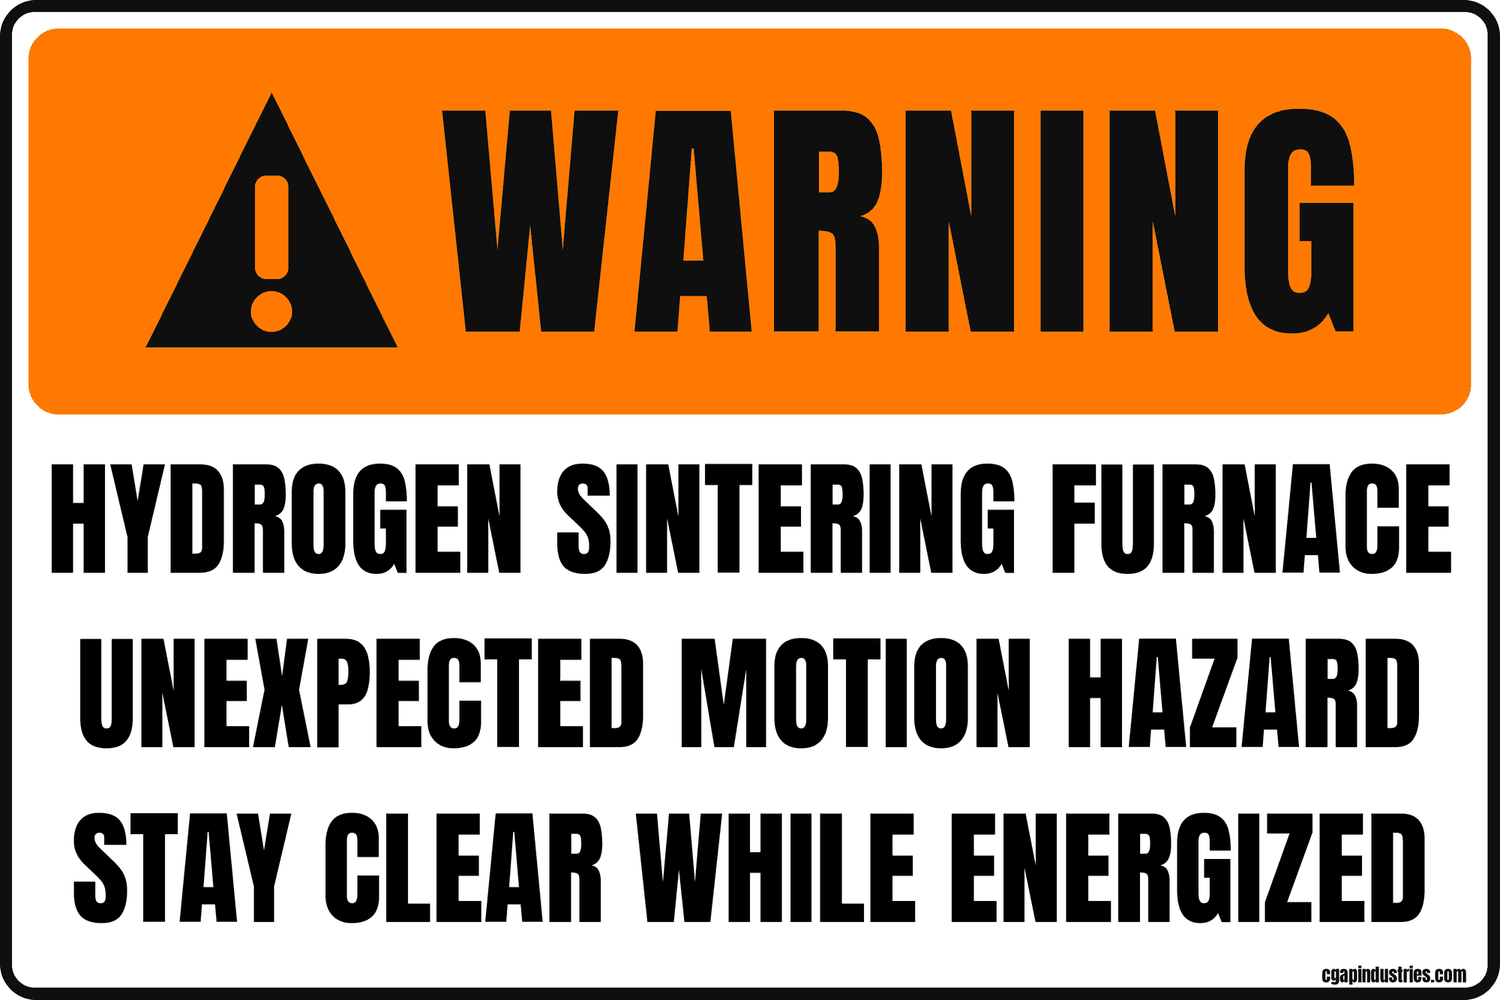 WARNING
HYDROGEN SINTERING FURNACE
UNEXPECTED MOTION HAZARD
STAY CLEAR WHILE ENERGIZED
cgapindustries.com